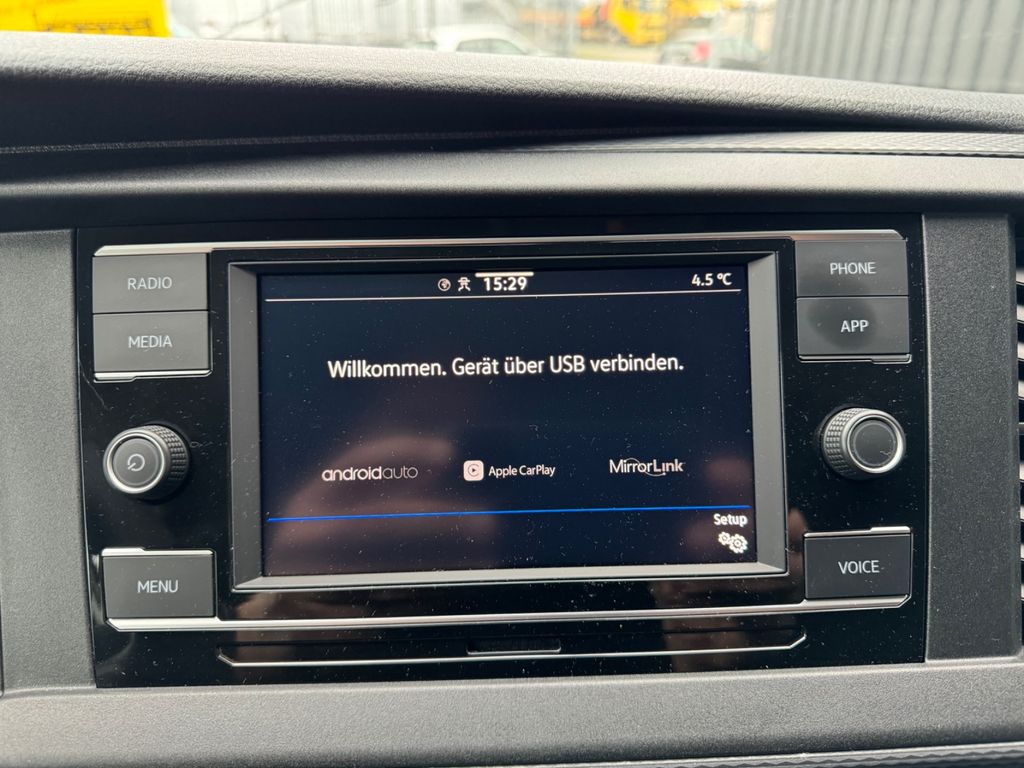 RADIO
MEDIA
MENU
15:29
4.5 °C
Willkommen. Gerät über USB verbinden.
androidauto
Apple CarPlay
MirrorLink
Setup
PHONE
APP
VOICE